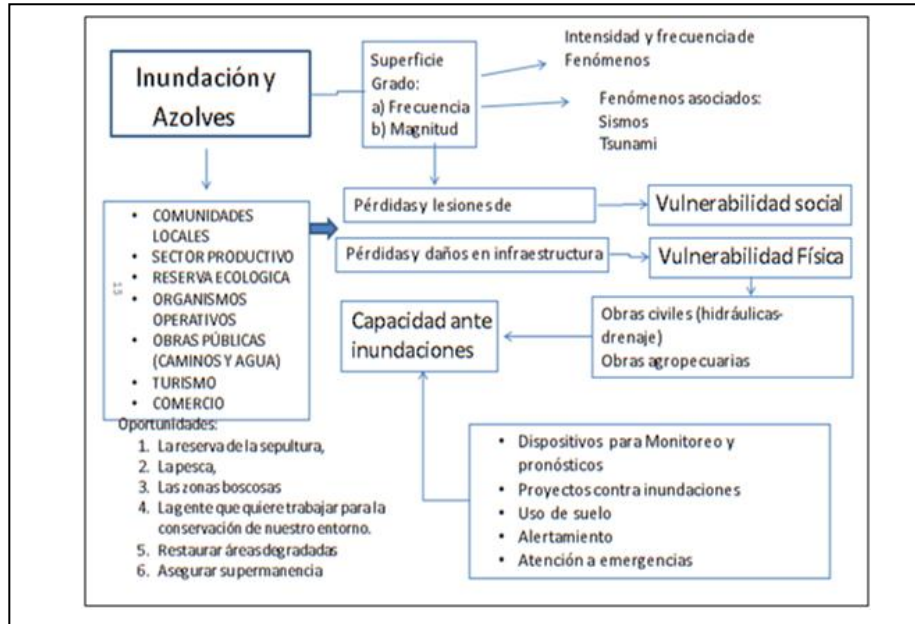 Inundación y
Azolves
Superficie
Grado:
a) Frecuencia
b) Magnitud
Intensidad y frecuencia de
Fenómenos
Fenómenos asociados:
Sismos
Tsunami
• COMUNIDADES
LOCALES
• SECTOR PRODUCTIVO
• RESERVA ECOLOGICA
• ORGANISMOS
OPERATIVOS
• OBRAS PÚBLICAS
(CAMINOS Y AGUA)
• TURISMO
• COMERCIO
13
Pérdidas y lesiones de
Vulnerabilidad social
Pérdidas y daños en infraestructura
Vulnerabilidad Física
Capacidad ante
inundaciones
Obras civiles (hidráulicas-
drenaje)
Obras agropecuarias
Oportunidades:
1. La reserva de la sepultura,
2. La pesca,
3. Las zonas boscosas
4. La gente que quiere trabajar para la
conservación de nuestro entorno.
5. Restaurar áreas degradadas
6. Asegurar su permanencia
• Dispositivos para Monitoreo y
pronósticos
• Proyectos contra inundaciones
• Uso de suelo
• Alertamiento
• Atención a emergencias